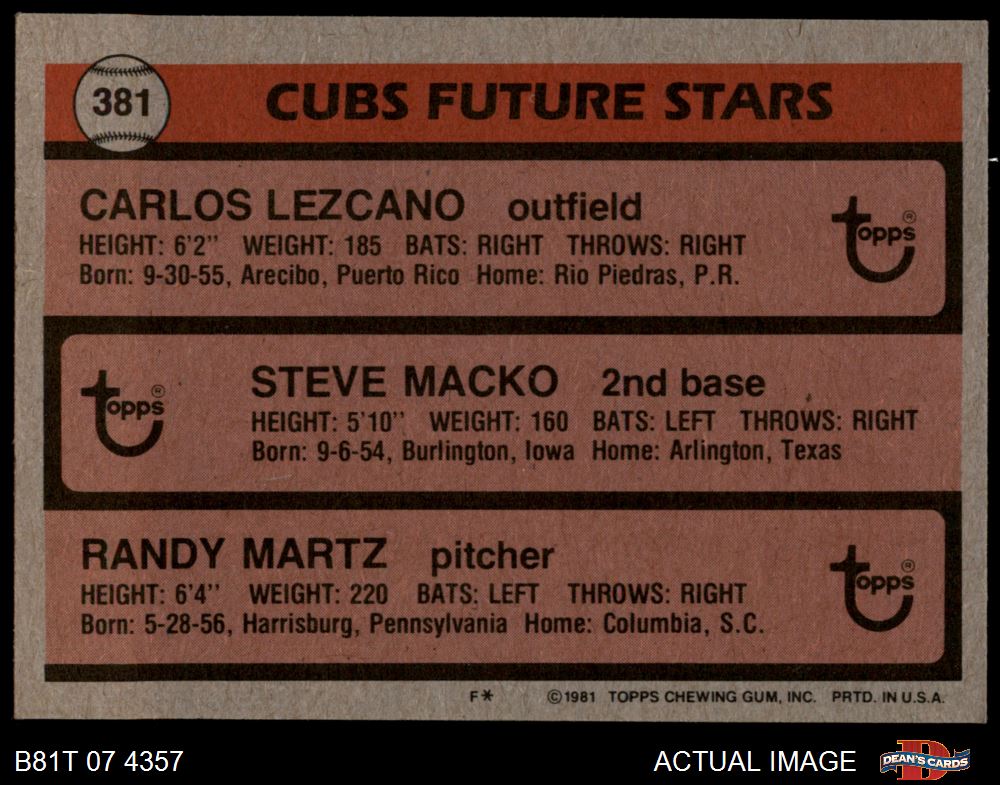 381 CUBS FUTURE STARS
CARLOS LEZCANO outfield
HEIGHT: 6'2" WEIGHT: 185 BATS: RIGHT THROWS: RIGHT
Born: 9-30-55, Arecibo, Puerto Rico Home: Rio Piedras, P.R.
topps®
STEVE MACKO 2nd base
HEIGHT: 5'10" WEIGHT: 160 BATS: LEFT THROWS: RIGHT
Born: 9-6-54, Burlington, Iowa Home: Arlington, Texas
topps®
RANDY MARTZ pitcher
HEIGHT: 6'4" WEIGHT: 220 BATS: LEFT THROWS: RIGHT
Born: 5-28-56, Harrisburg, Pennsylvania Home: Columbia, S.C.
topps®
F* ©1981 TOPPS CHEWING GUM, INC. PRTD. IN U.S.A.
B81T 07 4357 ACTUAL IMAGE D DEAN'S CARDS